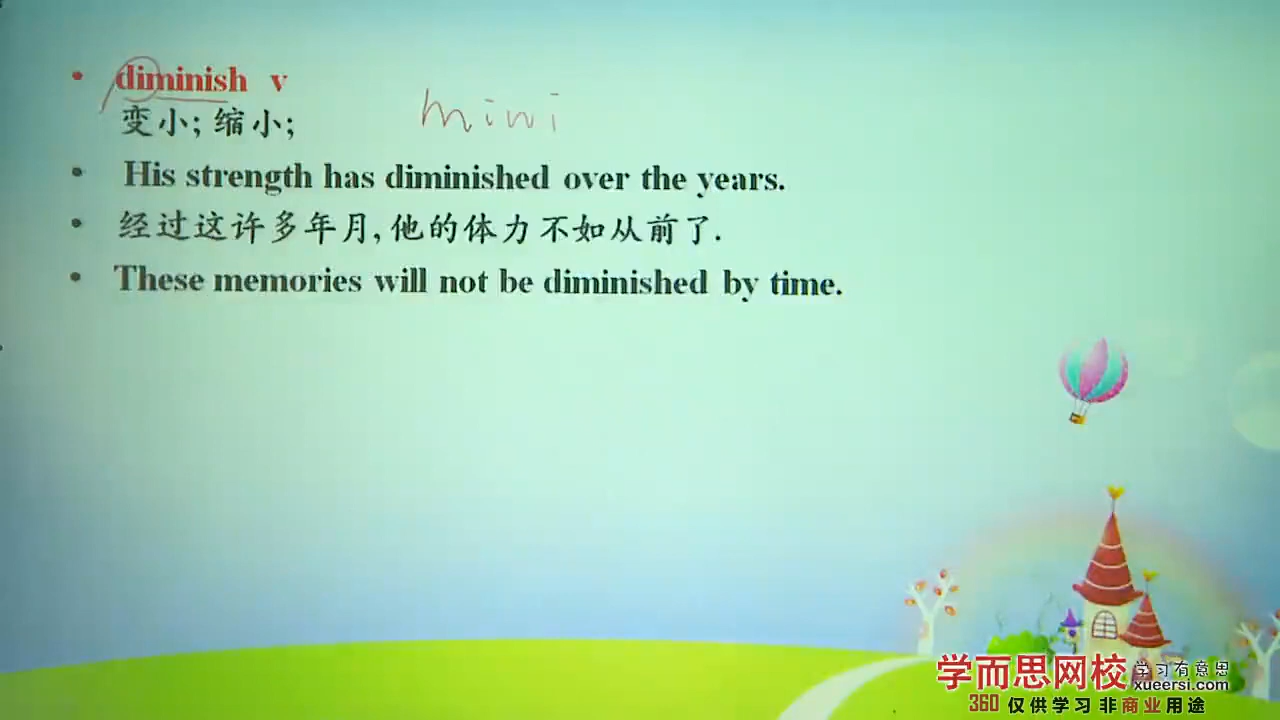 diminish v
mini
变小; 缩小;
His strength has diminished over the years.
经过这许多年月, 他的体力不如从前了.
These memories will not be diminished by time.
学而思网校 学习有意思
xueersi.com
360 仅供学习 非商业用途